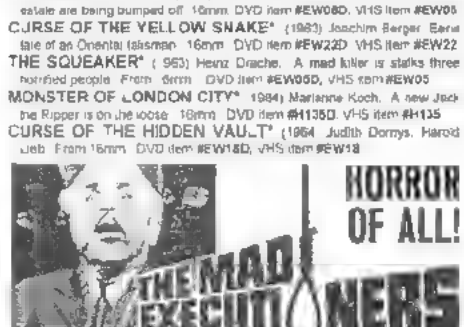 estate are being bumped off 16mm DVD item #EW08D, VHS item #EW08
CURSE OF THE YELLOW SNAKE* (1963) Joachim Berger Eerie
tale of an Oriental talisman 16mm DVD item #EW22D VHS item #EW22
THE SQUEAKER* ( 963) Heinz Drache. A mad killer is stalks three
horrified people From 16mm DVD item #EW05D, VHS item #EW05
MONSTER OF LONDON CITY* 1964) Marianne Koch. A new Jack
the Ripper is on the loose 16mm DVD item #H135D. VHS item #H135
CURSE OF THE HIDDEN VAULT* (1964 Judith Dornys, Harold
Lieb From 16mm DVD item #EW18D, VHS item #EW18
HORROR
OF ALL!
THE MAD
EXECUTIONERS